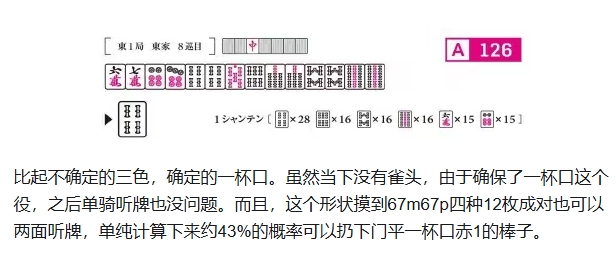 [ 東1局 東家 8巡目 ] 中 A 126
六萬 七萬
1シャンテン [ ×28 ×16 ×16 ×16 ×15 ×15 ]
比起不确定的三色，确定的一杯口。虽然当下没有雀头，由于确保了一杯口这个
役，之后单骑听牌也没问题。而且，这个形状摸到67m67p四种12枚成对也可以
两面听牌，单纯计算下来约43%的概率可以扔下门平一杯口赤1的棒子。